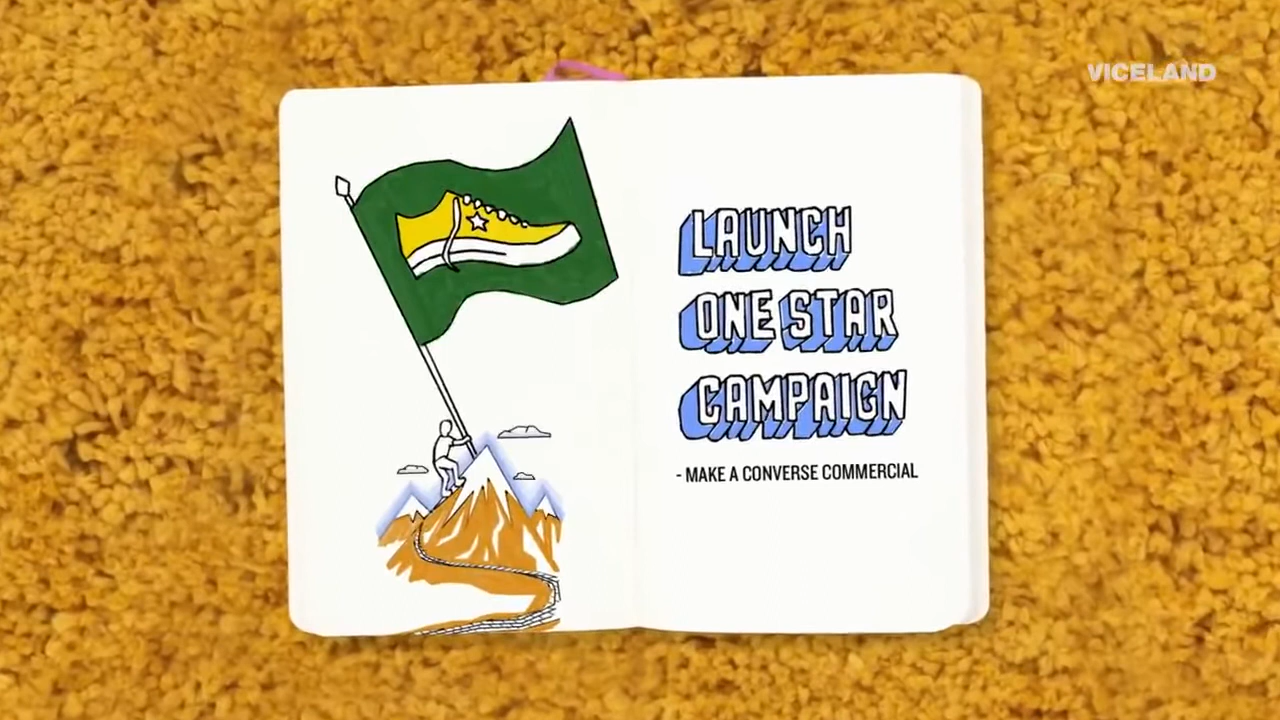 VICELAND
LAUNCH
ONE STAR
CAMPAIGN
- MAKE A CONVERSE COMMERCIAL